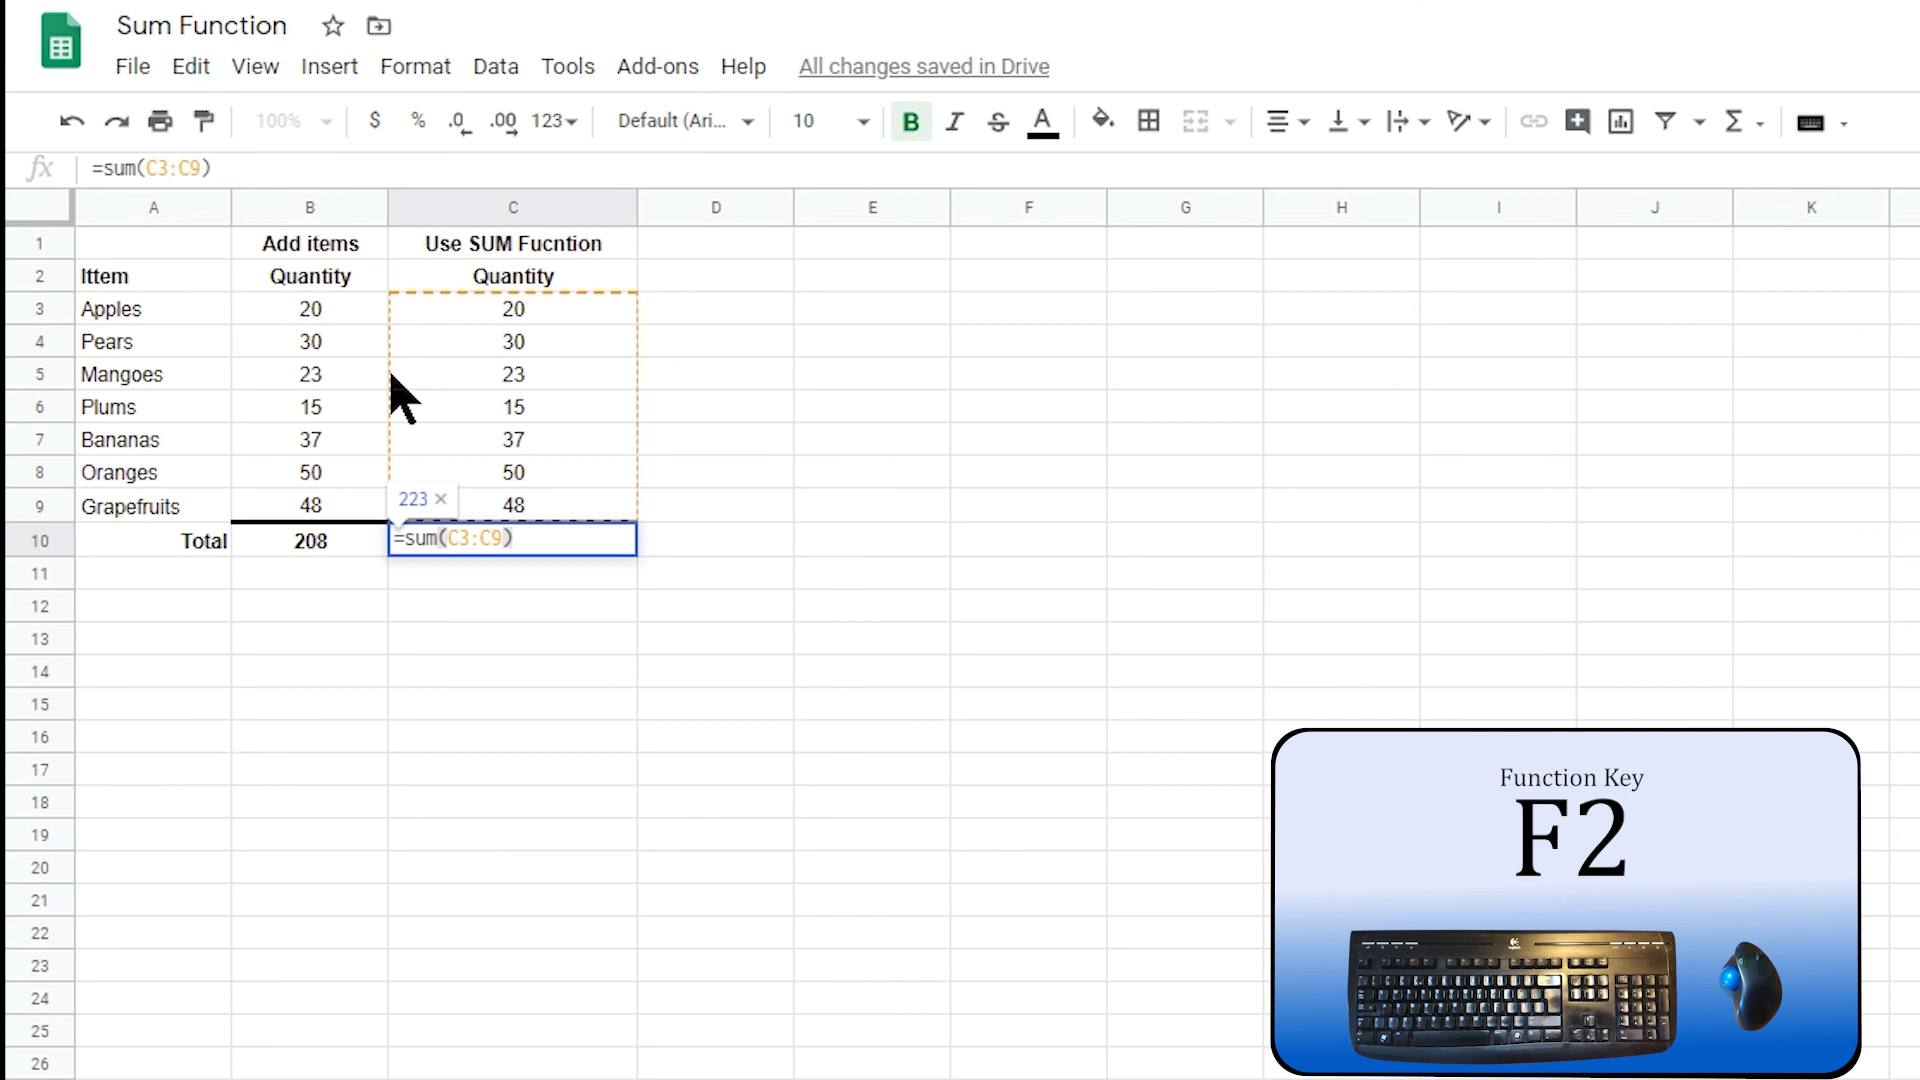 Sum Function
File Edit View Insert Format Data Tools Add-ons Help All changes saved in Drive
100% $ % .0 .00 123 Default (Ari... 10 B I S A Σ
fx =sum(C3:C9)
A B C D E F G H I J K
1 Add items Use SUM Fucntion
2 Ittem Quantity Quantity
3 Apples 20 20
4 Pears 30 30
5 Mangoes 23 23
6 Plums 15 15
7 Bananas 37 37
8 Oranges 50 50
223 ×
9 Grapefruits 48 48
10 Total 208 =sum(C3:C9)
11
12
13
14
15
16
17
18
19
20
21
22
23
24
25
26
Function Key
F2